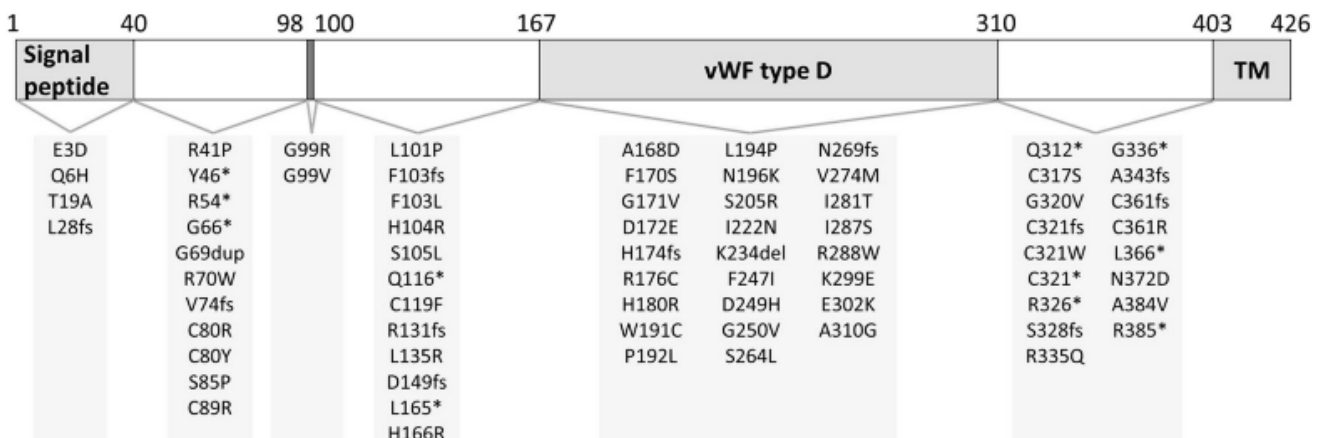 1 40 98 100 167 310 403 426
Signal
peptide
vWF type D
TM
E3D
Q6H
T19A
L28fs
R41P
Y46*
R54*
G66*
G69dup
R70W
V74fs
C80R
C80Y
S85P
C89R
G99R
G99V
L101P
F103fs
F103L
H104R
S105L
Q116*
C119F
R131fs
L135R
D149fs
L165*
H166R
A168D
F170S
G171V
D172E
H174fs
R176C
H180R
W191C
P192L
L194P
N196K
S205R
I222N
K234del
F247I
D249H
G250V
S264L
N269fs
V274M
I281T
I287S
R288W
K299E
E302K
A310G
Q312*
C317S
G320V
C321fs
C321W
C321*
R326*
S328fs
R335Q
G336*
A343fs
C361fs
C361R
L366*
N372D
A384V
R385*